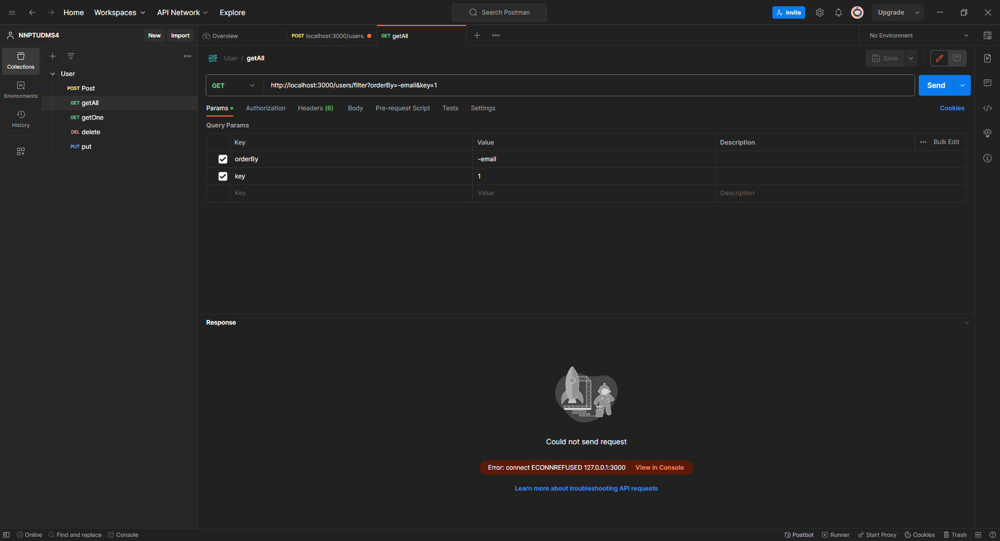 Home
Workspaces
API Network
Explore
Search Postman
Invite
Upgrade
NNPTUDMS4
New
Import
Overview
POST localhost:3000/users,
GET getAll
No Environment
Collections
Environments
History
User
POST Post
GET getAll
GET getOne
DEL delete
PUT put
HTTP User / getAll
Save
GET
http://localhost:3000/users/filter?orderBy=-email&key=1
Send
Params
Authorization
Headers (6)
Body
Pre-request Script
Tests
Settings
Cookies
Query Params
Key Value Description Bulk Edit
orderBy -email
key 1
Key Value Description
Response
Could not send request
Error: connect ECONNREFUSED 127.0.0.1:3000 View in Console
Learn more about troubleshooting API requests
Online
Find and replace
Console
Postbot
Runner
Start Proxy
Cookies
Trash